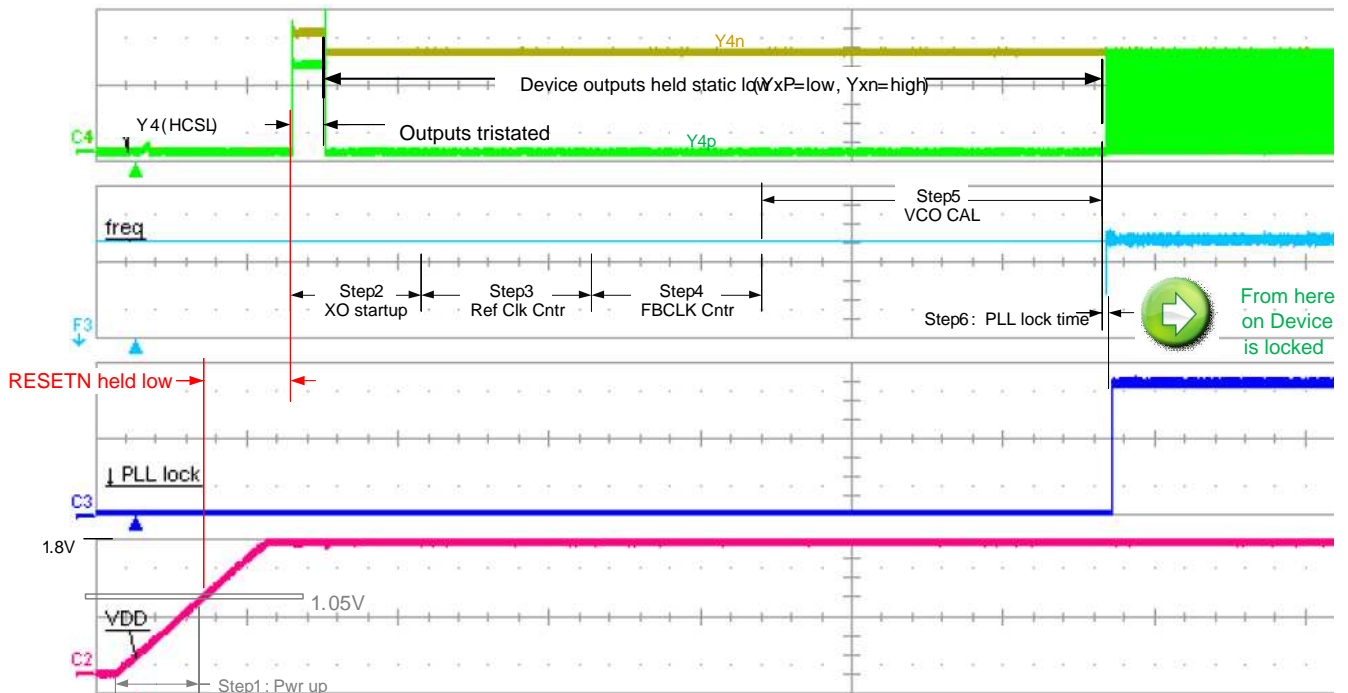 Y4n
Device outputs held static low(YxP=low, Yxn=high)
Y4(HCSL)
Outputs tristated
C4
Y4p
Step5
VCO CAL
freq
Step2
XO startup
Step3
Ref Clk Cntr
Step4
FBCLK Cntr
Step6: PLL lock time
From here
on Device
is locked
F3
RESETN held low
PLL lock
C3
1.8V
1.05V
VDD
C2
Step1: Pwr up